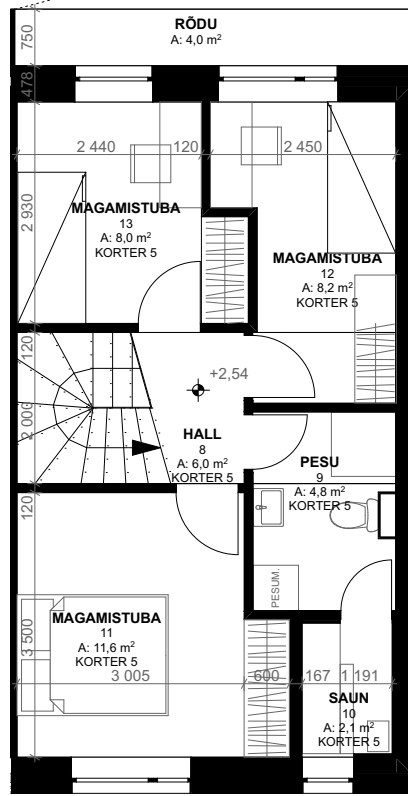 RÕDU
A: 4,0 m²
750
478
2 440
120
2 450
2 930
MAGAMISTUBA
13
A: 8,0 m²
KORTER 5
MAGAMISTUBA
12
A: 8,2 m²
KORTER 5
120
+2,54
2 000
HALL
8
A: 6,0 m²
KORTER 5
PESU
9
A: 4,8 m²
KORTER 5
120
PESUM.
MAGAMISTUBA
11
A: 11,6 m²
KORTER 5
3 500
3 005
600
167
1 191
SAUN
10
A: 2,1 m²
KORTER 5